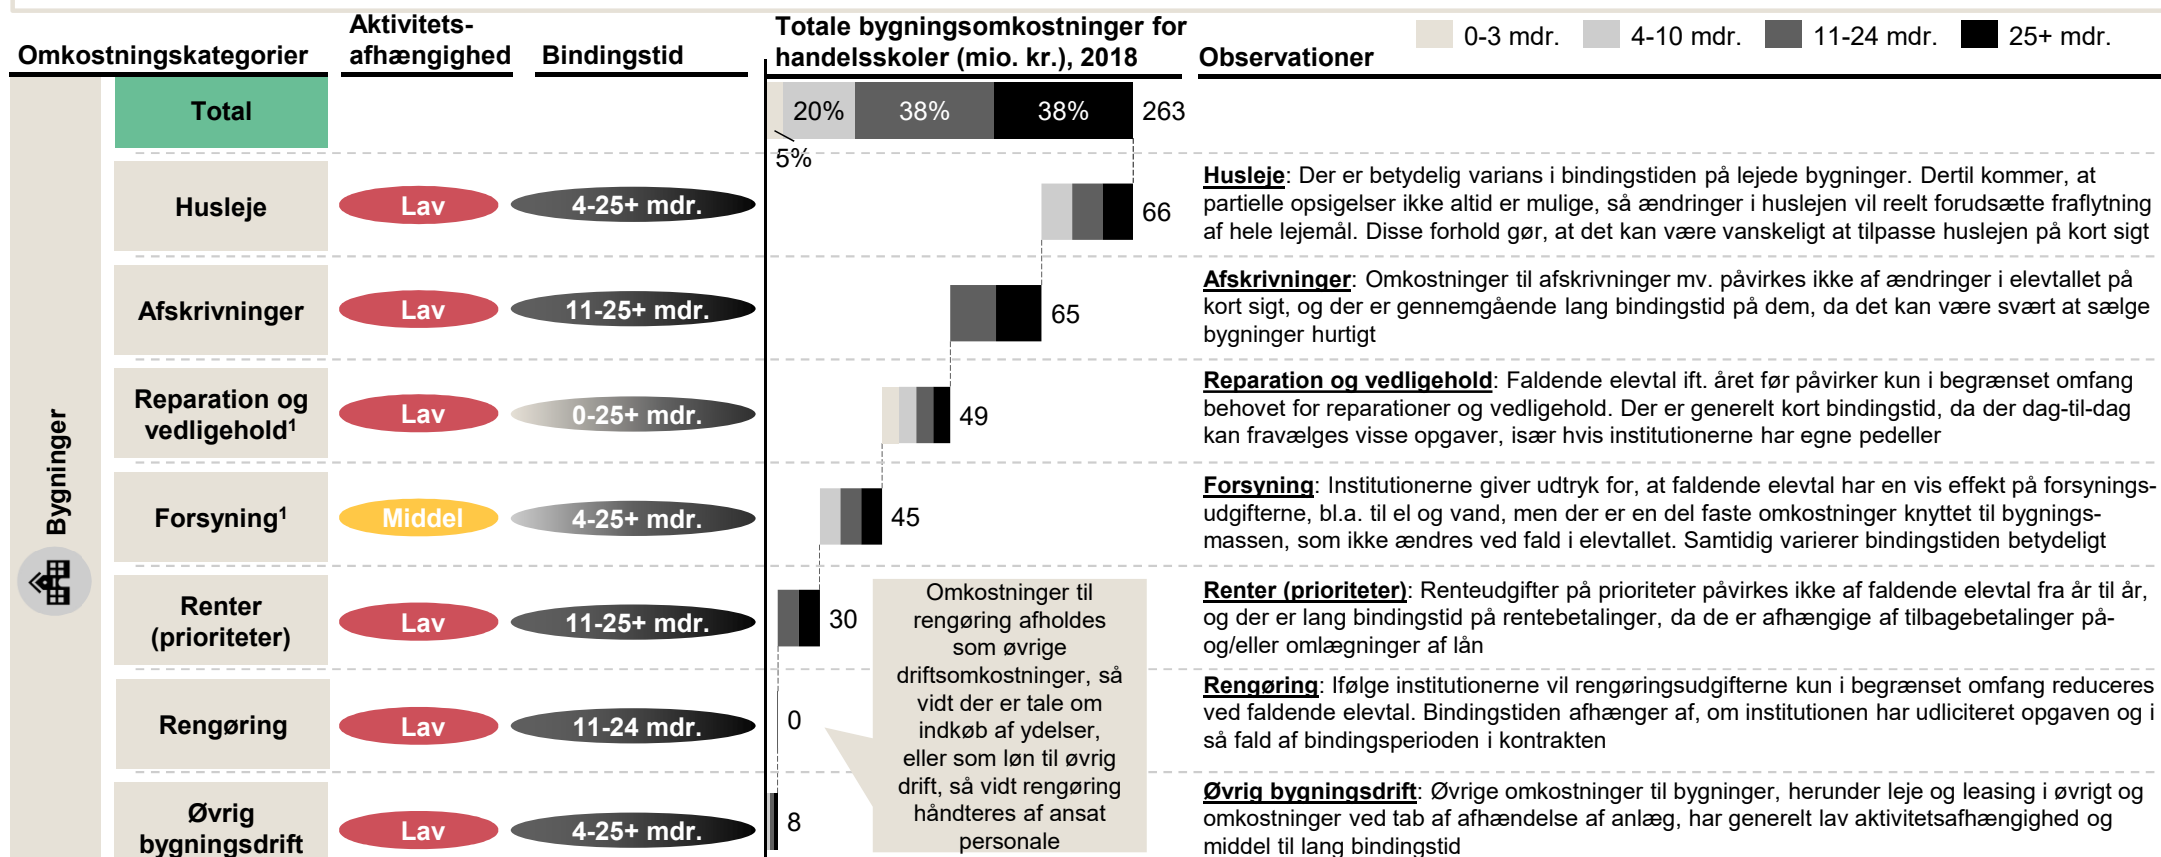 Omkostningskategorier
Aktivitets-
afhængighed
Bindingstid
Totale bygningsomkostninger for
handelsskoler (mio. kr.), 2018
Observationer
0-3 mdr.
4-10 mdr.
11-24 mdr.
25+ mdr.
Bygninger
Total
20%
38%
38%
263
5%
Husleje
Lav
4-25+ mdr.
66
Husleje: Der er betydelig varians i bindingstiden på lejede bygninger. Dertil kommer, at
partielle opsigelser ikke altid er mulige, så ændringer i huslejen vil reelt forudsætte fraflytning
af hele lejemål. Disse forhold gør, at det kan være vanskeligt at tilpasse huslejen på kort sigt
Afskrivninger
Lav
11-25+ mdr.
65
Afskrivninger: Omkostninger til afskrivninger mv. påvirkes ikke af ændringer i elevtallet på
kort sigt, og der er gennemgående lang bindingstid på dem, da det kan være svært at sælge
bygninger hurtigt
Reparation og
vedligehold1
Lav
0-25+ mdr.
49
Reparation og vedligehold: Faldende elevtal ift. året før påvirker kun i begrænset omfang
behovet for reparationer og vedligehold. Der er generelt kort bindingstid, da der dag-til-dag
kan fravælges visse opgaver, især hvis institutionerne har egne pedeller
Forsyning1
Middel
4-25+ mdr.
45
Forsyning: Institutionerne giver udtryk for, at faldende elevtal har en vis effekt på forsynings-
udgifterne, bl.a. til el og vand, men der er en del faste omkostninger knyttet til bygnings-
massen, som ikke ændres ved fald i elevtallet. Samtidig varierer bindingstiden betydeligt
Renter
(prioriteter)
Lav
11-25+ mdr.
30
Renter (prioriteter): Renteudgifter på prioriteter påvirkes ikke af faldende elevtal fra år til år,
og der er lang bindingstid på rentebetalinger, da de er afhængige af tilbagebetalinger på-
og/eller omlægninger af lån
Rengøring
Lav
11-24 mdr.
0
Omkostninger til
rengøring afholdes
som øvrige
driftsomkostninger, så
vidt der er tale om
indkøb af ydelser,
eller som løn til øvrig
drift, så vidt rengøring
håndteres af ansat
personale
Rengøring: Ifølge institutionerne vil rengøringsudgifterne kun i begrænset omfang reduceres
ved faldende elevtal. Bindingstiden afhænger af, om institutionen har udliciteret opgaven og i
så fald af bindingsperioden i kontrakten
Øvrig
bygningsdrift
Lav
4-25+ mdr.
8
Øvrig bygningsdrift: Øvrige omkostninger til bygninger, herunder leje og leasing i øvrigt og
omkostninger ved tab af afhændelse af anlæg, har generelt lav aktivitetsafhængighed og
middel til lang bindingstid